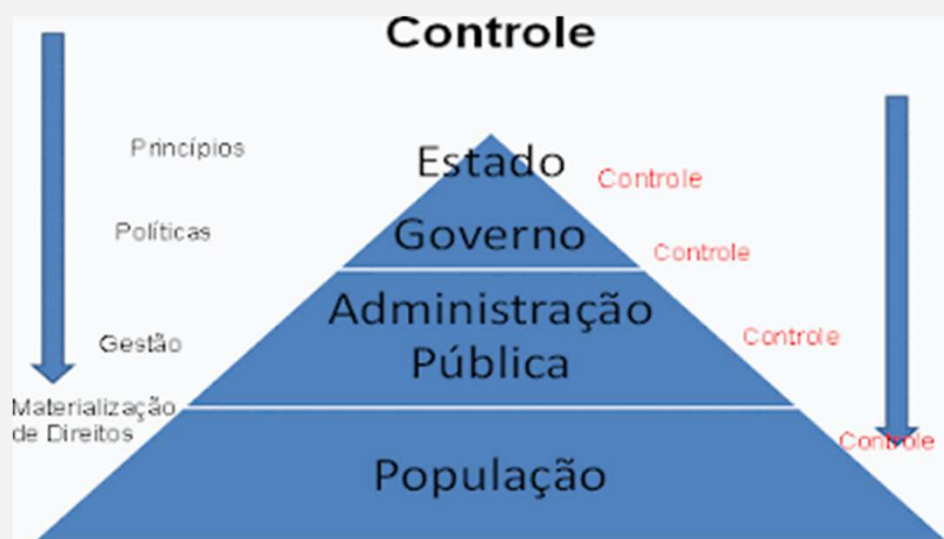 Controle
Princípios
Estado
Controle
Políticas
Governo
Controle
Administração
Pública
Gestão
Controle
Materialização
de Direitos
Controle
População